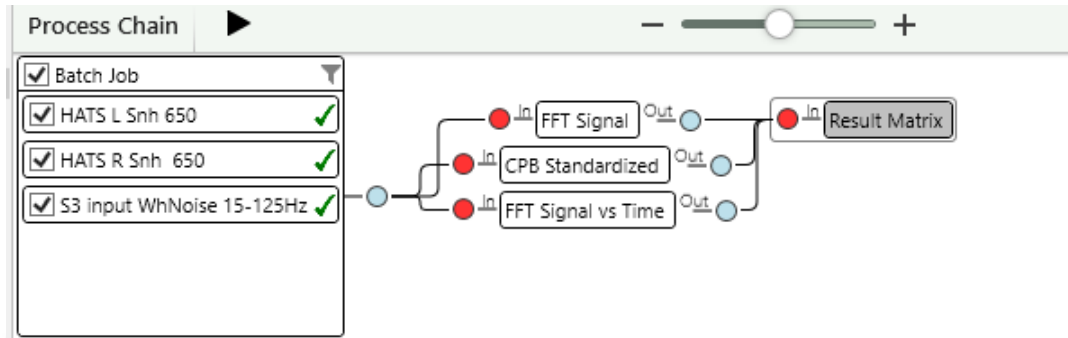 Process Chain
Batch Job
HATS L Snh 650
HATS R Snh  650
S3 input WhNoise 15-125Hz
In FFT Signal Out
In CPB Standardized Out
In FFT Signal vs Time Out
In Result Matrix